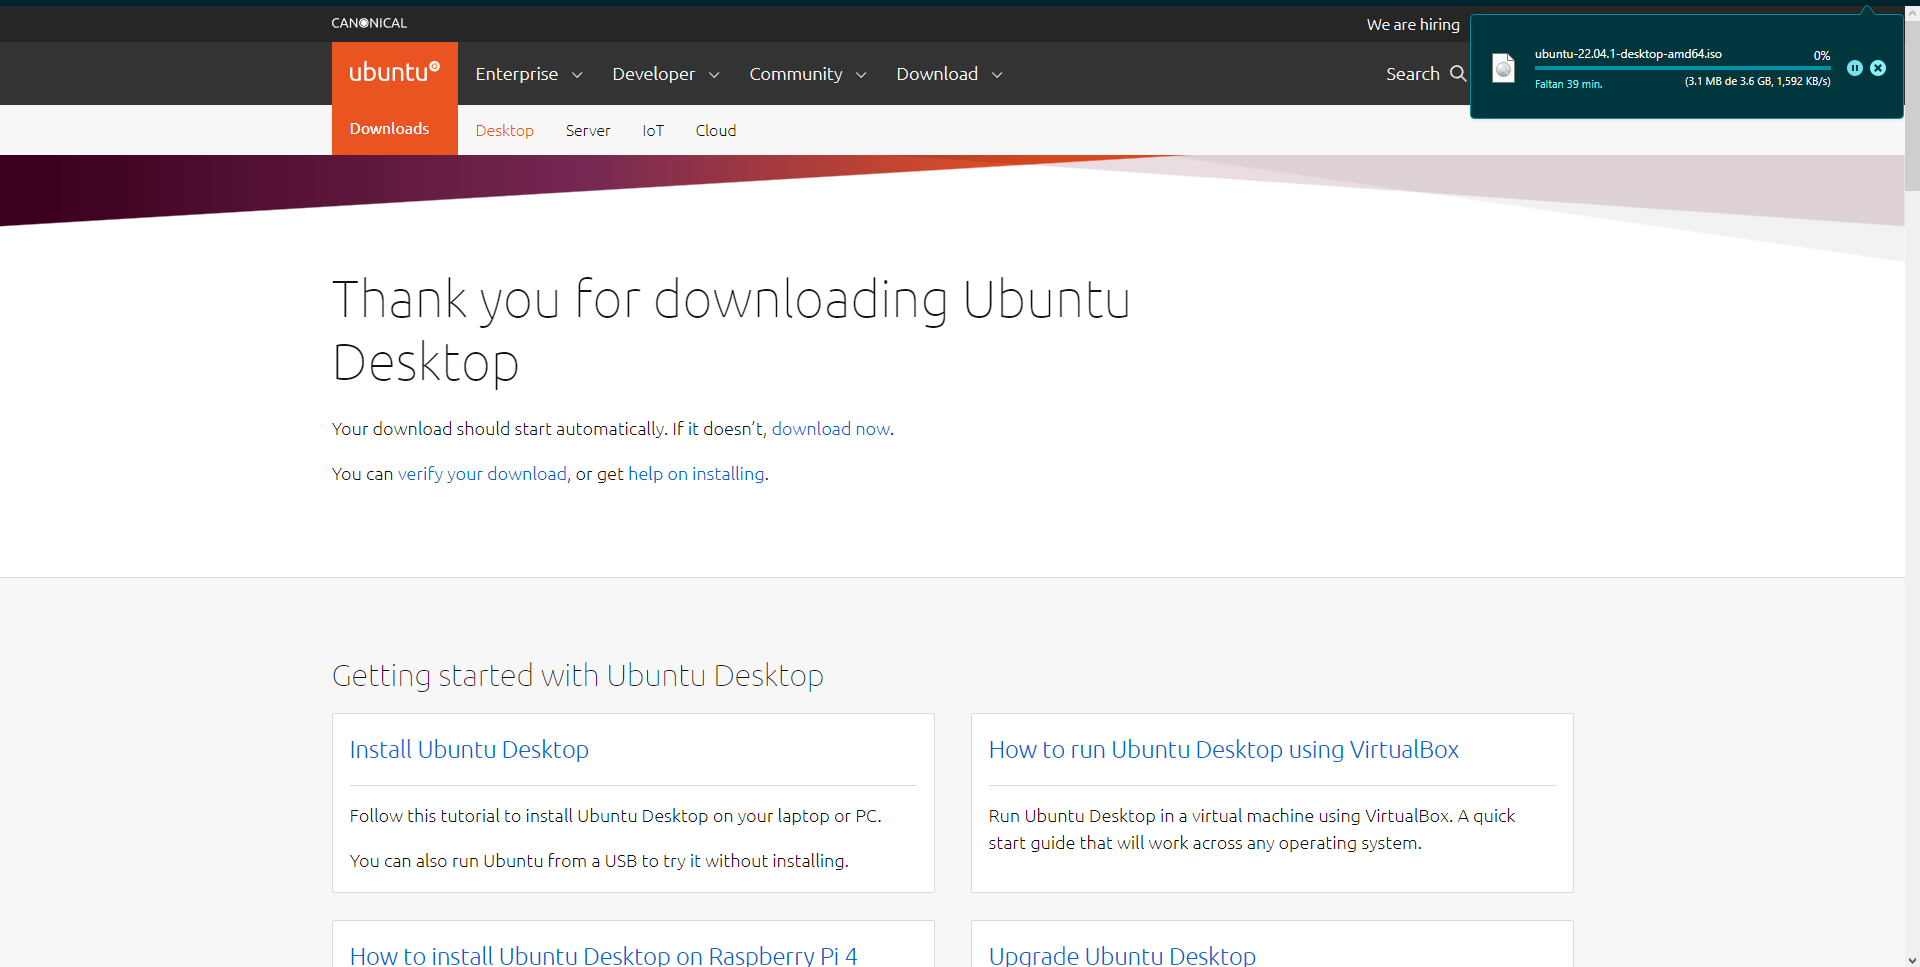 CANONICAL
We are hiring
ubuntu
Enterprise
Developer
Community
Download
Search
ubuntu-22.04.1-desktop-amd64.iso
0%
Faltan 39 min.
(3.1 MB de 3.6 GB, 1,592 KB/s)
Downloads
Desktop
Server
IoT
Cloud
Thank you for downloading Ubuntu
Desktop
Your download should start automatically. If it doesn’t, download now.
You can verify your download, or get help on installing.
Getting started with Ubuntu Desktop
Install Ubuntu Desktop
Follow this tutorial to install Ubuntu Desktop on your laptop or PC.
You can also run Ubuntu from a USB to try it without installing.
How to run Ubuntu Desktop using VirtualBox
Run Ubuntu Desktop in a virtual machine using VirtualBox. A quick
start guide that will work across any operating system.
How to install Ubuntu Desktop on Raspberry Pi 4
Upgrade Ubuntu Desktop